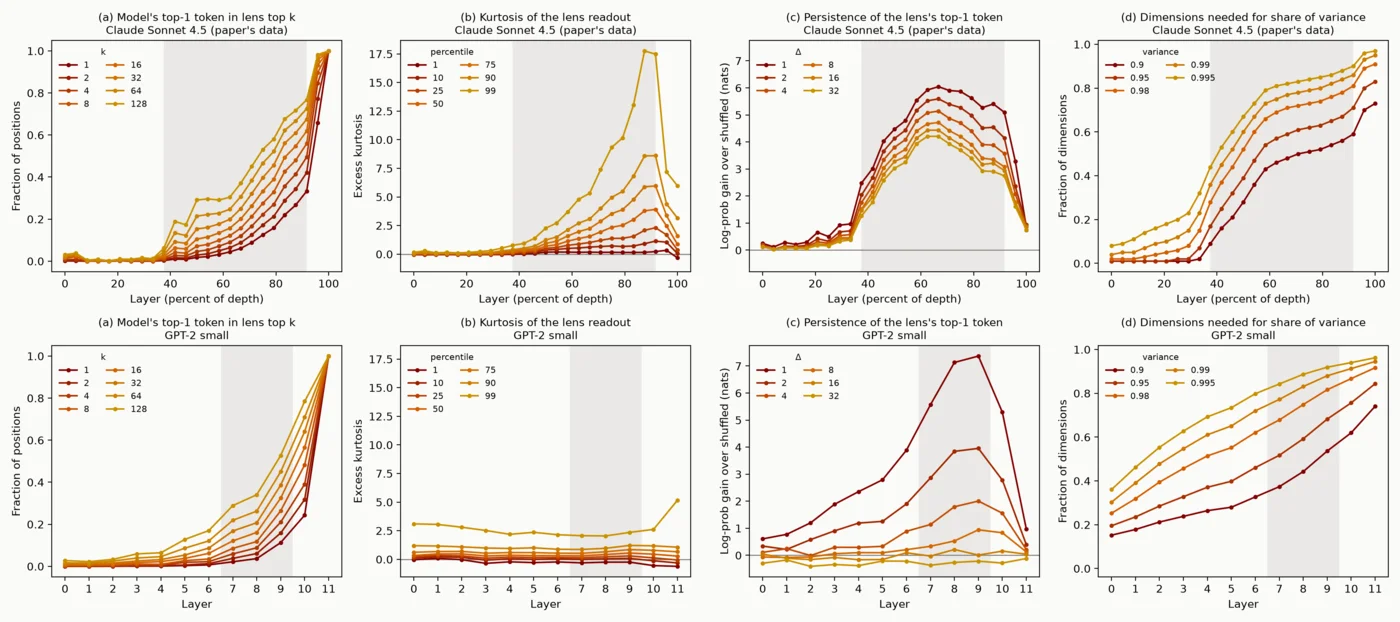 (a) Model's top-1 token in lens top k
Claude Sonnet 4.5 (paper's data)
k
1 16
2 32
4 64
8 128
1.0
0.8
0.6
0.4
0.2
0.0
Fraction of positions
0 20 40 60 80 100
Layer (percent of depth)
(b) Kurtosis of the lens readout
Claude Sonnet 4.5 (paper's data)
percentile
1 75
10 90
25 99
50
17.5
15.0
12.5
10.0
7.5
5.0
2.5
0.0
Excess kurtosis
0 20 40 60 80 100
Layer (percent of depth)
(c) Persistence of the lens's top-1 token
Claude Sonnet 4.5 (paper's data)
Δ
1 8
2 16
4 32
7
6
5
4
3
2
1
0
Log-prob gain over shuffled (nats)
0 20 40 60 80 100
Layer (percent of depth)
(d) Dimensions needed for share of variance
Claude Sonnet 4.5 (paper's data)
variance
0.9 0.99
0.95 0.995
0.98
1.0
0.8
0.6
0.4
0.2
0.0
Fraction of dimensions
0 20 40 60 80 100
Layer (percent of depth)
(a) Model's top-1 token in lens top k
GPT-2 small
k
1 16
2 32
4 64
8 128
1.0
0.8
0.6
0.4
0.2
0.0
Fraction of positions
0 1 2 3 4 5 6 7 8 9 10 11
Layer
(b) Kurtosis of the lens readout
GPT-2 small
percentile
1 75
10 90
25 99
50
17.5
15.0
12.5
10.0
7.5
5.0
2.5
0.0
Excess kurtosis
0 1 2 3 4 5 6 7 8 9 10 11
Layer
(c) Persistence of the lens's top-1 token
GPT-2 small
Δ
1 8
2 16
4 32
7
6
5
4
3
2
1
0
Log-prob gain over shuffled (nats)
0 1 2 3 4 5 6 7 8 9 10 11
Layer
(d) Dimensions needed for share of variance
GPT-2 small
variance
0.9 0.99
0.95 0.995
0.98
1.0
0.8
0.6
0.4
0.2
0.0
Fraction of dimensions
0 1 2 3 4 5 6 7 8 9 10 11
Layer